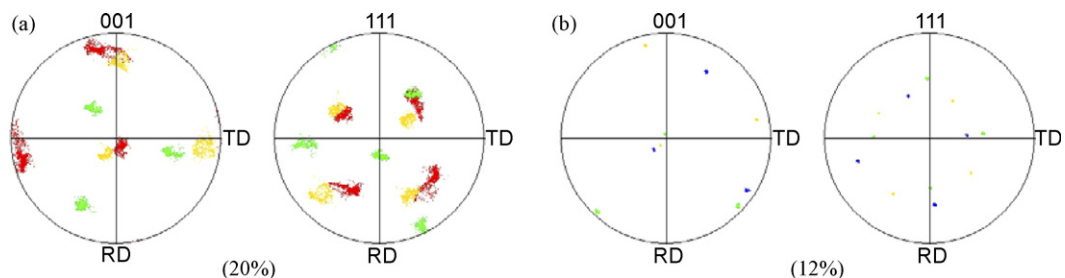 (a) 001 111 (b) 001 111
TD TD TD TD
RD RD RD RD
(20%) (12%)